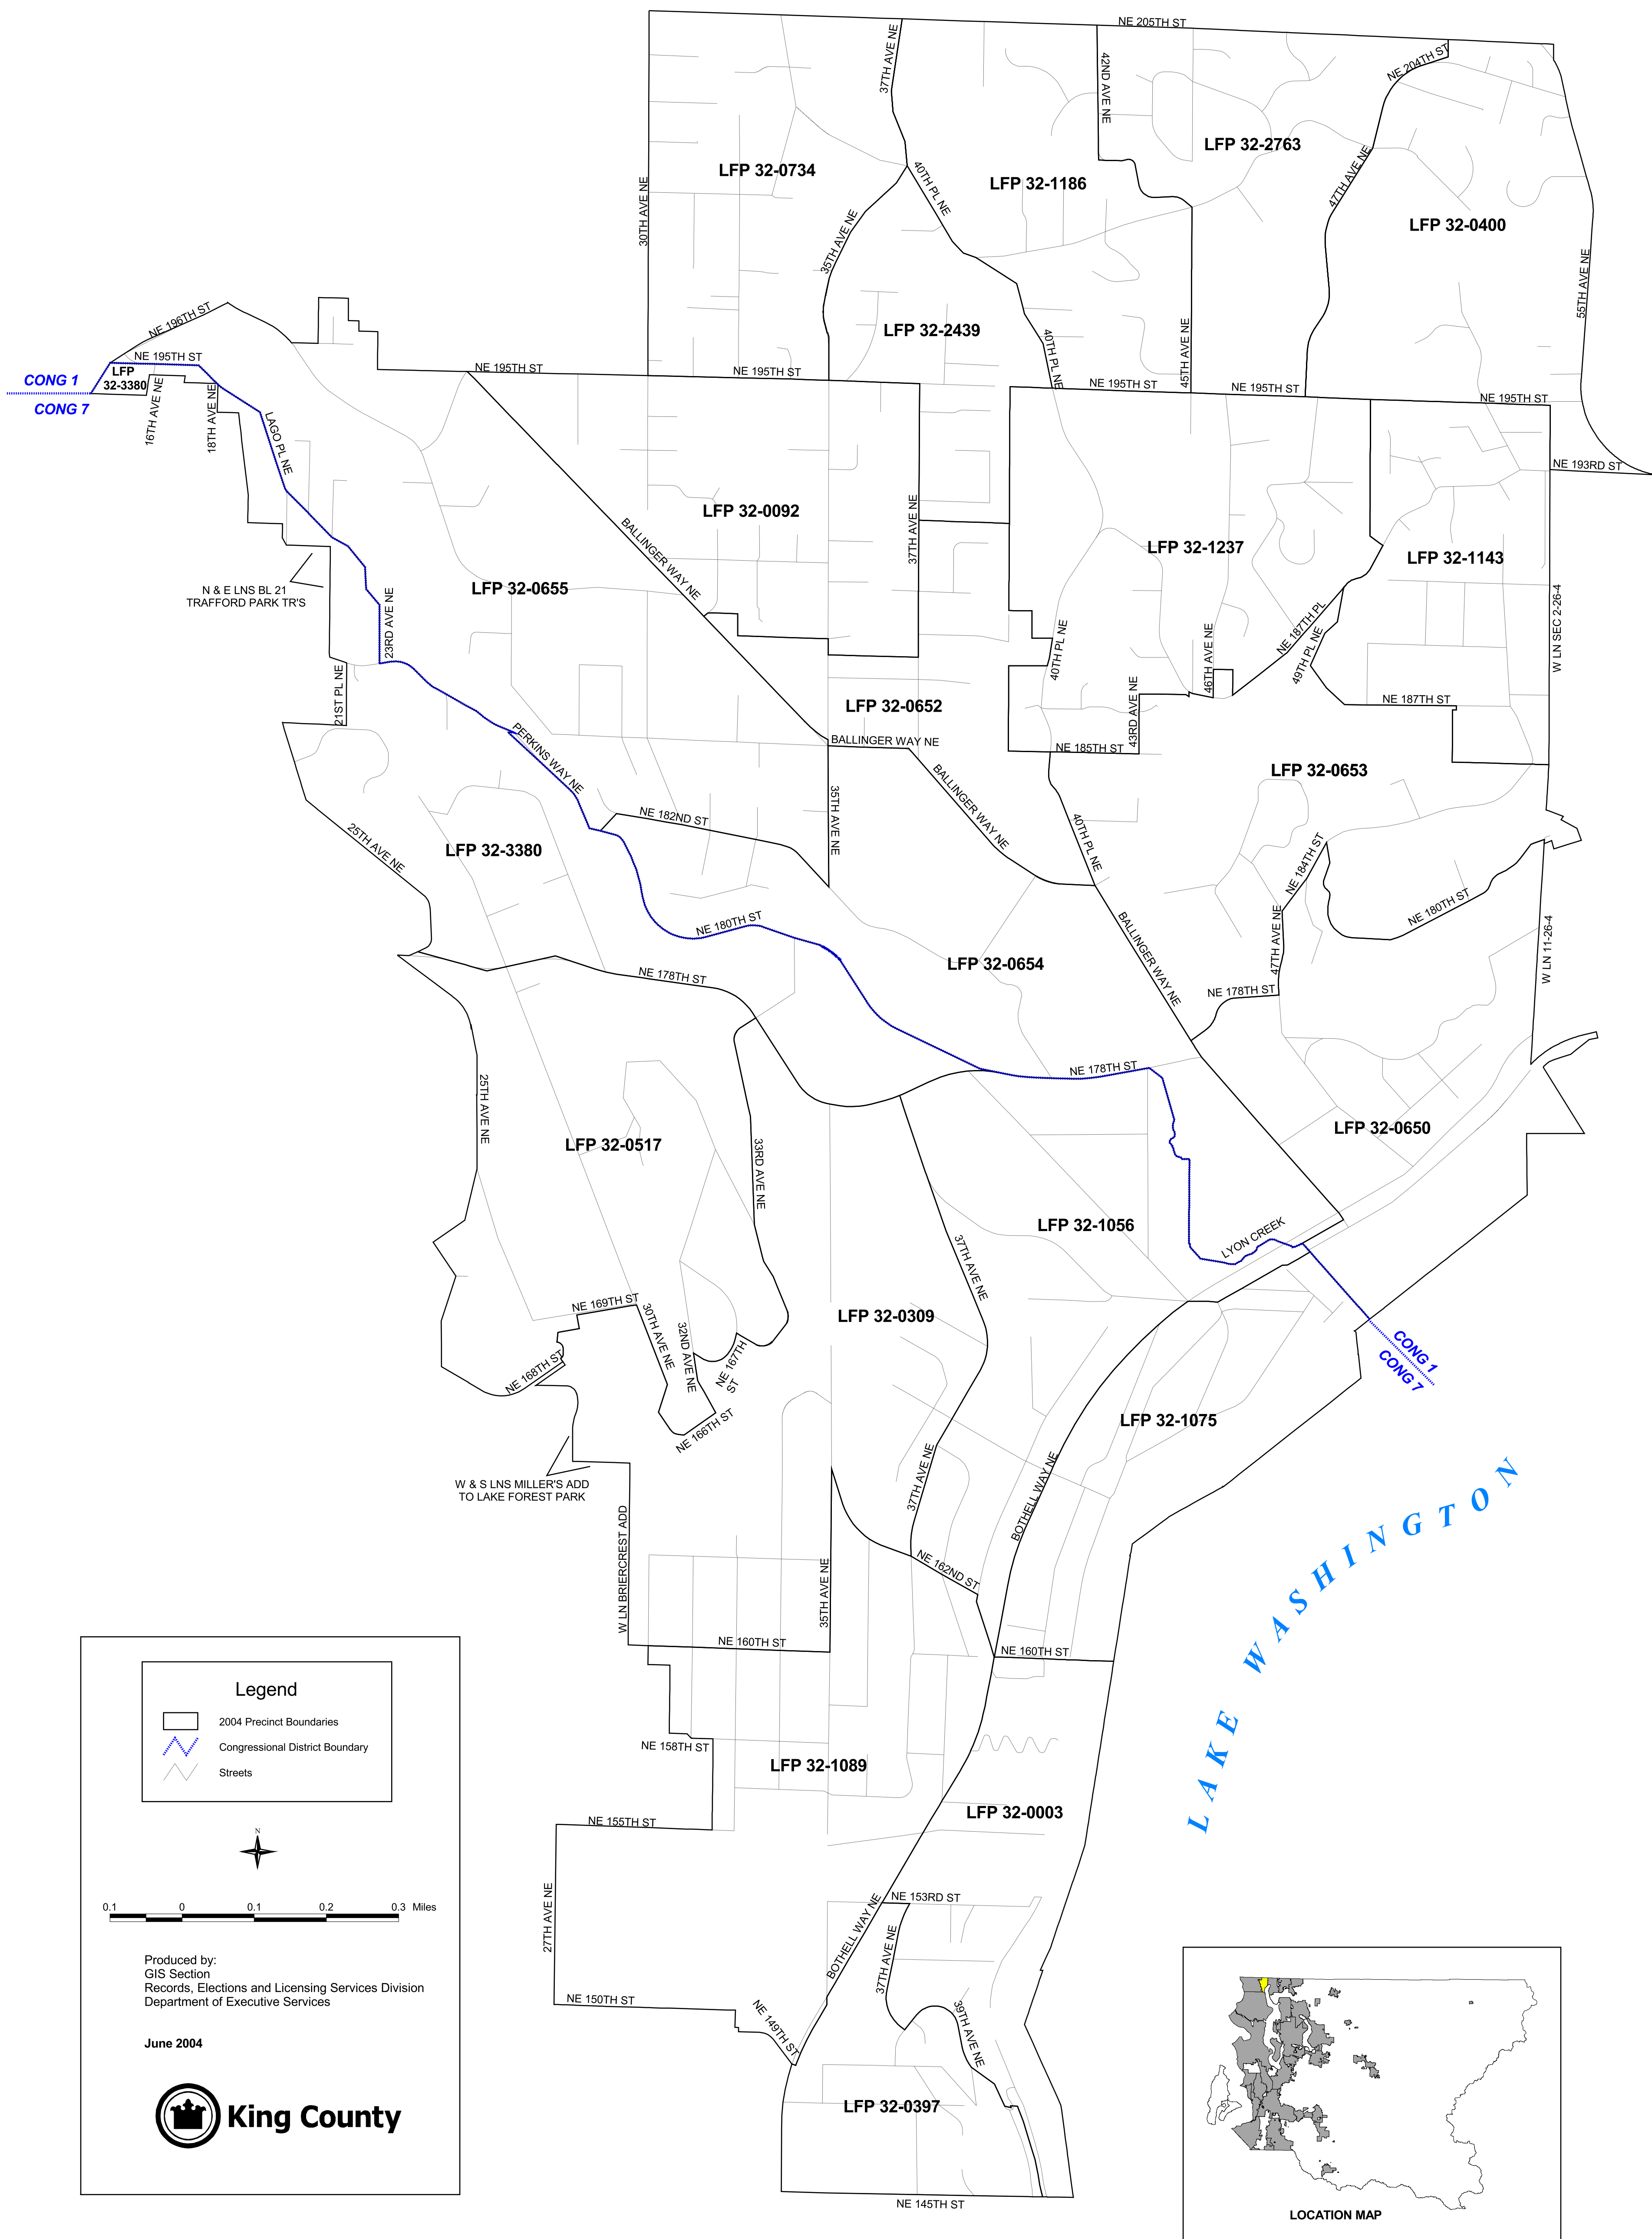 NE 205TH ST
37TH AVE NE
42ND AVE NE
NE 204TH ST
LFP 32-0734
LFP 32-1186
LFP 32-2763
LFP 32-0400
30TH AVE NE
35TH AVE NE
40TH PL NE
47TH AVE NE
55TH AVE NE
LFP 32-2439
40TH PL NE
45TH AVE NE
NE 196TH ST
NE 195TH ST
CONG 1
CONG 7
LFP
32-3380
16TH AVE NE
18TH AVE NE
LAGO PL NE
NE 195TH ST
NE 195TH ST
NE 195TH ST
NE 195TH ST
NE 195TH ST
NE 193RD ST
LFP 32-0092
37TH AVE NE
BALLINGER WAY NE
LFP 32-1237
LFP 32-1143
W LN SEC 2-26-4
N & E LNS BL 21
TRAFFORD PARK TR'S
LFP 32-0655
23RD AVE NE
21ST PL NE
40TH PL NE
46TH AVE NE
NE 187TH PL
49TH PL NE
NE 187TH ST
43RD AVE NE
LFP 32-0652
BALLINGER WAY NE
NE 185TH ST
PERKINS WAY NE
BALLINGER WAY NE
LFP 32-0653
35TH AVE NE
NE 182ND ST
25TH AVE NE
LFP 32-3380
40TH PL NE
NE 184TH ST
NE 180TH ST
NE 180TH ST
47TH AVE NE
W LN 11-26-4
BALLINGER WAY NE
LFP 32-0654
NE 178TH ST
NE 178TH ST
NE 178TH ST
25TH AVE NE
LFP 32-0517
33RD AVE NE
LFP 32-0650
LFP 32-1056
LYON CREEK
37TH AVE NE
NE 169TH ST
30TH AVE NE
32ND AVE NE
NE 167TH
ST
NE 168TH ST
NE 166TH ST
LFP 32-0309
CONG 1
CONG 7
LFP 32-1075
W & S LNS MILLER'S ADD
TO LAKE FOREST PARK
37TH AVE NE
BOTHELL WAY NE
W LN BRIERCREST ADD
35TH AVE NE
NE 162ND ST
NE 160TH ST
NE 160TH ST
LAKE WASHINGTON
NE 158TH ST
LFP 32-1089
LFP 32-0003
NE 155TH ST
27TH AVE NE
NE 153RD ST
BOTHELL WAY NE
37TH AVE NE
NE 150TH ST
NE 149TH ST
39TH AVE NE
LFP 32-0397
NE 145TH ST
Legend
2004 Precinct Boundaries
Congressional District Boundary
Streets
N
0.1 0 0.1 0.2 0.3 Miles
Produced by:
GIS Section
Records, Elections and Licensing Services Division
Department of Executive Services
June 2004
King County
LOCATION MAP